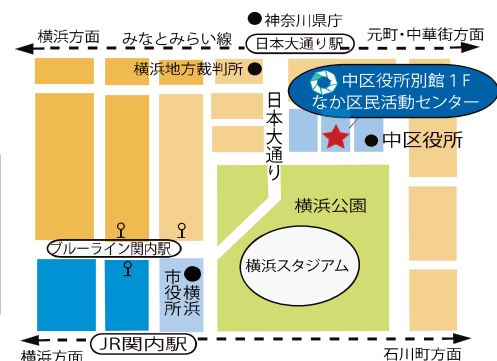 神奈川県庁
横浜方面
みなとみらい線
日本大通り駅
元町・中華街方面
横浜地方裁判所
中区役所別館１F
なか区民活動センター
日本大通り
中区役所
横浜公園
ブルーライン関内駅
横浜スタジアム
横浜
市役所
JR関内駅
横浜方面
石川町方面